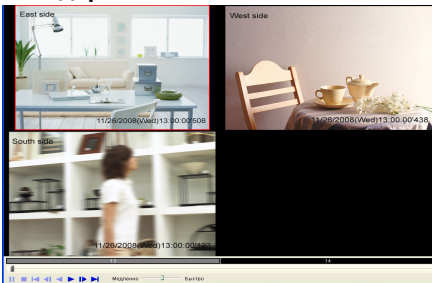 East side
West side
11/26/2008(Wed)13:00:00'508
11/26/2008(Wed)13:00:00'438
South side
11/26/2008(Wed)13:00:00
13
14
Медленно
Быстро